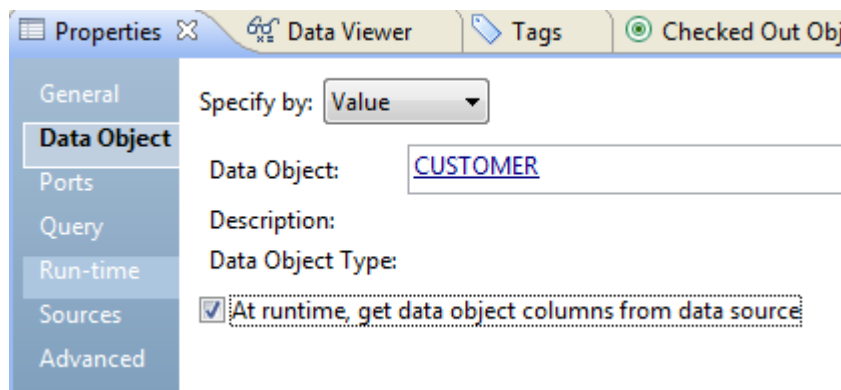 Properties Data Viewer Tags Checked Out Obj
General
Specify by: Value
Data Object
Data Object: CUSTOMER
Ports
Query
Description:
Run-time
Data Object Type:
Sources
At runtime, get data object columns from data source
Advanced